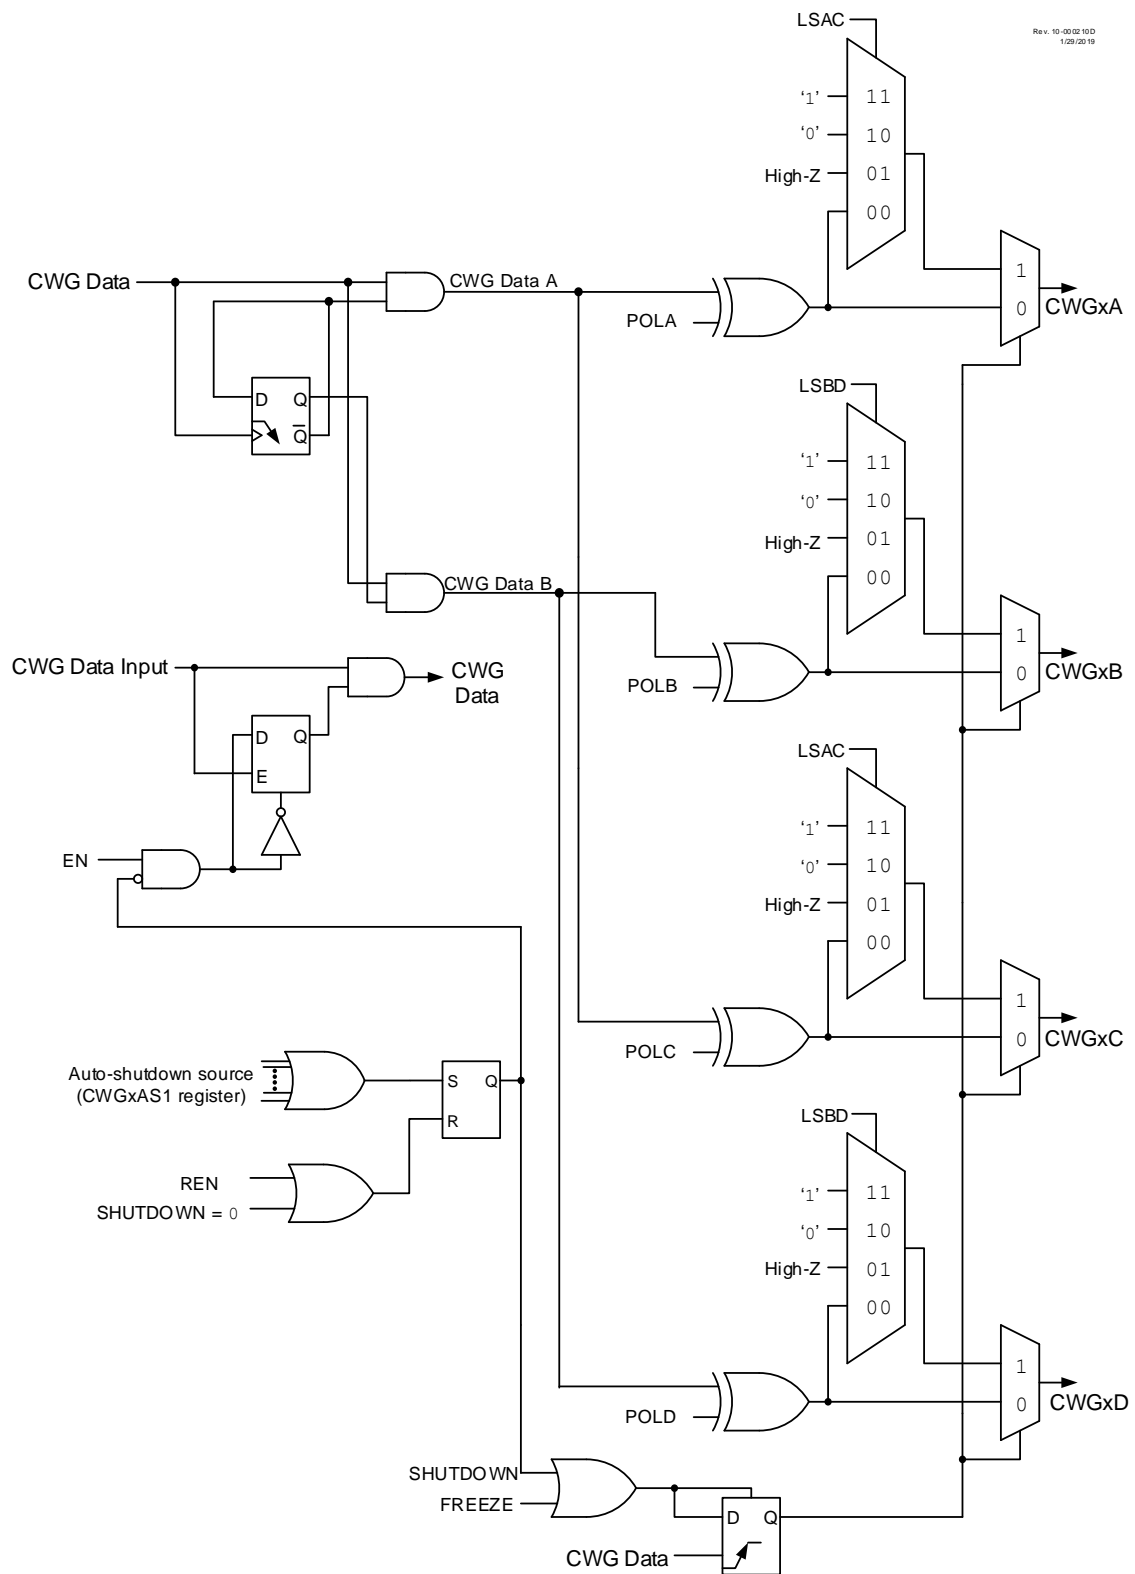 LSAC
Rev. 10-000210D
1/29/2019
‘1’ 11
‘0’ 10
High-Z 01
00
CWG Data
CWG Data A
POLA
1
0
CWGxA
D Q
Q
LSBD
‘1’ 11
‘0’ 10
High-Z 01
00
CWG Data B
POLB
1
0
CWGxB
CWG Data Input
CWG
Data
D Q
E
EN
LSAC
‘1’ 11
‘0’ 10
High-Z 01
00
POLC
1
0
CWGxC
Auto-shutdown source
(CWGxAS1 register)
S Q
R
REN
SHUTDOWN = 0
LSBD
‘1’ 11
‘0’ 10
High-Z 01
00
POLD
1
0
CWGxD
SHUTDOWN
FREEZE
D Q
CWG Data